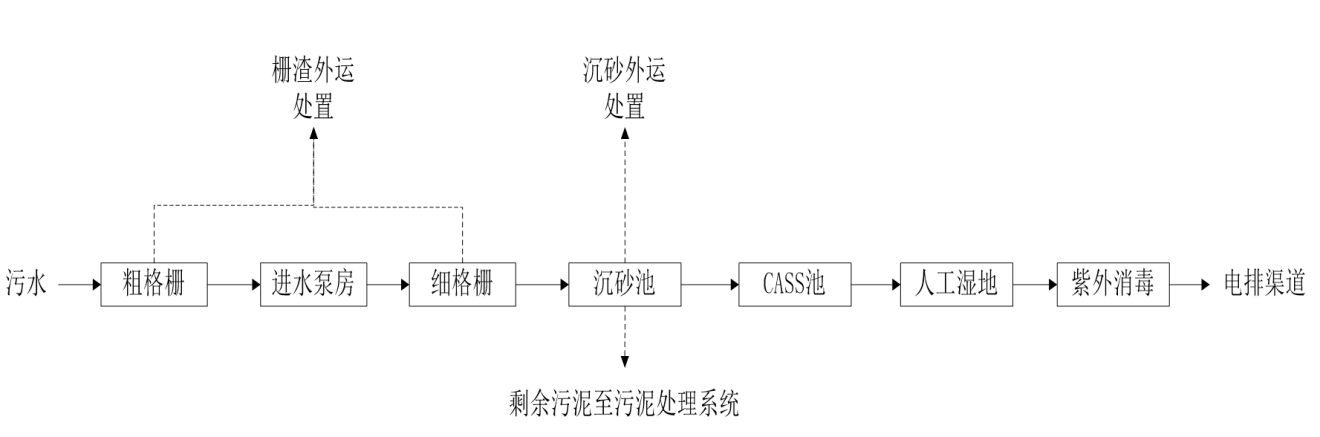 栅渣外运
处置
沉砂外运
处置
污水
粗格栅
进水泵房
细格栅
沉砂池
CASS池
人工湿地
紫外消毒
电排渠道
剩余污泥至污泥处理系统